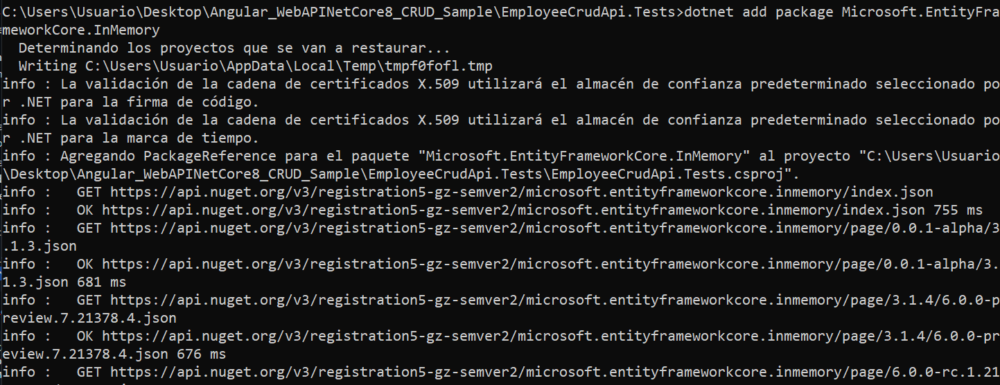 C:\Users\Usuario\Desktop\Angular_WebAPINetCore8_CRUD_Sample\EmployeeCrudApi.Tests>dotnet add package Microsoft.EntityFra
meworkCore.InMemory
  Determinando los proyectos que se van a restaurar...
  Writing C:\Users\Usuario\AppData\Local\Temp\tmpf0fofl.tmp
info : La validación de la cadena de certificados X.509 utilizará el almacén de confianza predeterminado seleccionado po
r .NET para la firma de código.
info : La validación de la cadena de certificados X.509 utilizará el almacén de confianza predeterminado seleccionado po
r .NET para la marca de tiempo.
info : Agregando PackageReference para el paquete "Microsoft.EntityFrameworkCore.InMemory" al proyecto "C:\Users\Usuario
\Desktop\Angular_WebAPINetCore8_CRUD_Sample\EmployeeCrudApi.Tests\EmployeeCrudApi.Tests.csproj".
info :   GET https://api.nuget.org/v3/registration5-gz-semver2/microsoft.entityframeworkcore.inmemory/index.json
info :   OK https://api.nuget.org/v3/registration5-gz-semver2/microsoft.entityframeworkcore.inmemory/index.json 755 ms
info :   GET https://api.nuget.org/v3/registration5-gz-semver2/microsoft.entityframeworkcore.inmemory/page/0.0.1-alpha/3
.1.3.json
info :   OK https://api.nuget.org/v3/registration5-gz-semver2/microsoft.entityframeworkcore.inmemory/page/0.0.1-alpha/3.
1.3.json 681 ms
info :   GET https://api.nuget.org/v3/registration5-gz-semver2/microsoft.entityframeworkcore.inmemory/page/3.1.4/6.0.0-p
review.7.21378.4.json
info :   OK https://api.nuget.org/v3/registration5-gz-semver2/microsoft.entityframeworkcore.inmemory/page/3.1.4/6.0.0-pr
eview.7.21378.4.json 676 ms
info :   GET https://api.nuget.org/v3/registration5-gz-semver2/microsoft.entityframeworkcore.inmemory/page/6.0.0-rc.1.21